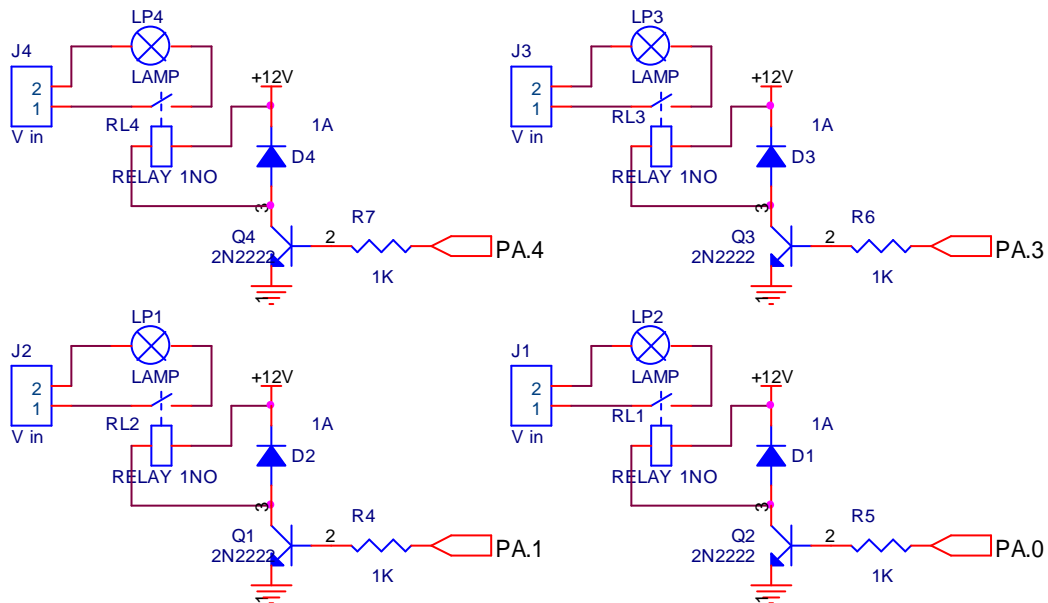 LP4
J4
LAMP
+12V
2
1
V in
RL4
1A
D4
RELAY 1NO
3
R7
Q4
2
2N2222
PA.4
1K
1
LP3
J3
LAMP
+12V
2
1
V in
RL3
1A
D3
RELAY 1NO
3
R6
Q3
2
2N2222
PA.3
1K
1
LP1
J2
LAMP
+12V
2
1
V in
RL2
1A
D2
RELAY 1NO
3
R4
Q1
2
2N2222
PA.1
1K
1
LP2
J1
LAMP
+12V
2
1
V in
RL1
1A
D1
RELAY 1NO
3
R5
Q2
2
2N2222
PA.0
1K
1